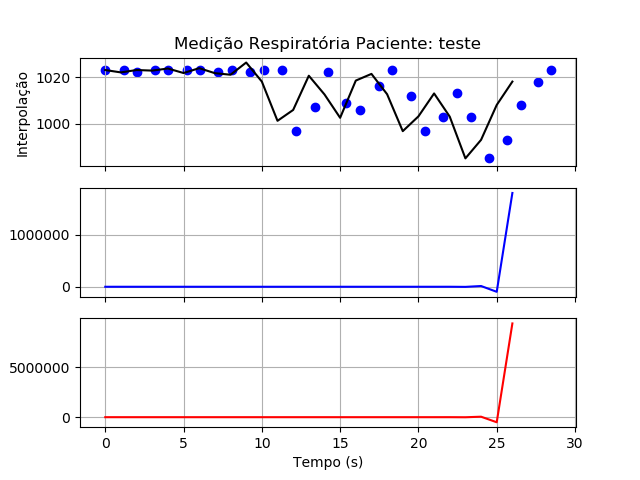 Medição Respiratória Paciente: teste
1020
1000
Interpolação
1000000
0
5000000
0
0 5 10 15 20 25 30
Tempo (s)